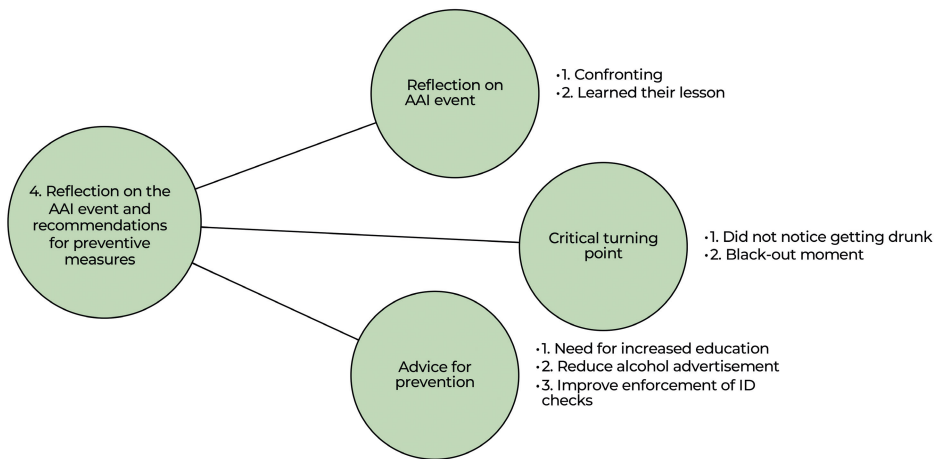 Reflection on
AAI event
•1. Confronting
•2. Learned their lesson
4. Reflection on the
AAI event and
recommendations
for preventive
measures
Critical turning
point
•1. Did not notice getting drunk
•2. Black-out moment
Advice for
prevention
•1. Need for increased education
•2. Reduce alcohol advertisement
•3. Improve enforcement of ID
checks